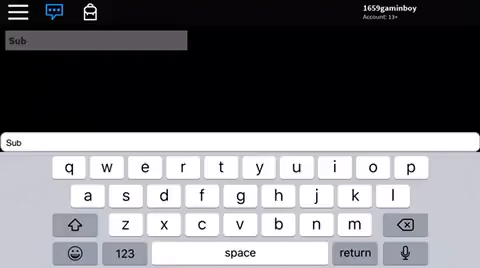 1659gaminboy
Account: 13+
Sub
Sub
q w e r t y u i o p
a s d f g h j k l
z x c v b n m
123 space return